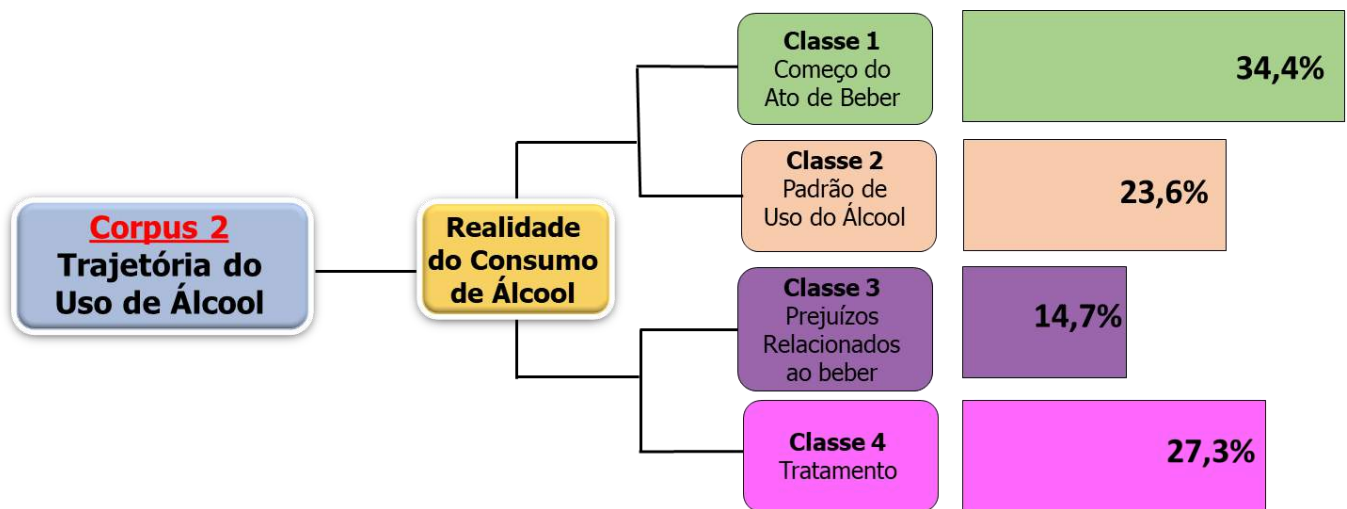 Corpus 2
Trajetória do
Uso de Álcool
Realidade
do Consumo
de Álcool
Classe 1
Começo do
Ato de Beber
34,4%
Classe 2
Padrão de
Uso do Álcool
23,6%
Classe 3
Prejuízos
Relacionados
ao beber
14,7%
Classe 4
Tratamento
27,3%